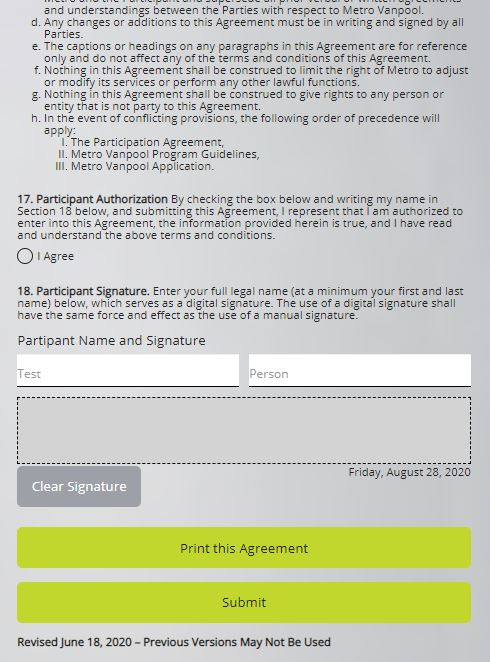 and understandings between the Parties with respect to Metro Vanpool.
d. Any changes or additions to this Agreement must be in writing and signed by all
Parties.
e. The captions or headings on any paragraphs in this Agreement are for reference
only and do not affect any of the terms and conditions of this Agreement.
f. Nothing in this Agreement shall be construed to limit the right of Metro to adjust
or modify its services or perform any other lawful functions.
g. Nothing in this Agreement shall be construed to give rights to any person or
entity that is not party to this Agreement.
h. In the event of conflicting provisions, the following order of precedence will
apply:
I. The Participation Agreement,
II. Metro Vanpool Program Guidelines,
III. Metro Vanpool Application.
17. Participant Authorization By checking the box below and writing my name in
Section 18 below, and submitting this Agreement, I represent that I am authorized to
enter into this Agreement, the information provided herein is true, and I have read
and understand the above terms and conditions.
I Agree
18. Participant Signature. Enter your full legal name (at a minimum your first and last
name) below, which serves as a digital signature. The use of a digital signature shall
have the same force and effect as the use of a manual signature.
Partipant Name and Signature
Test Person
Friday, August 28, 2020
Clear Signature
Print this Agreement
Submit
Revised June 18, 2020 – Previous Versions May Not Be Used